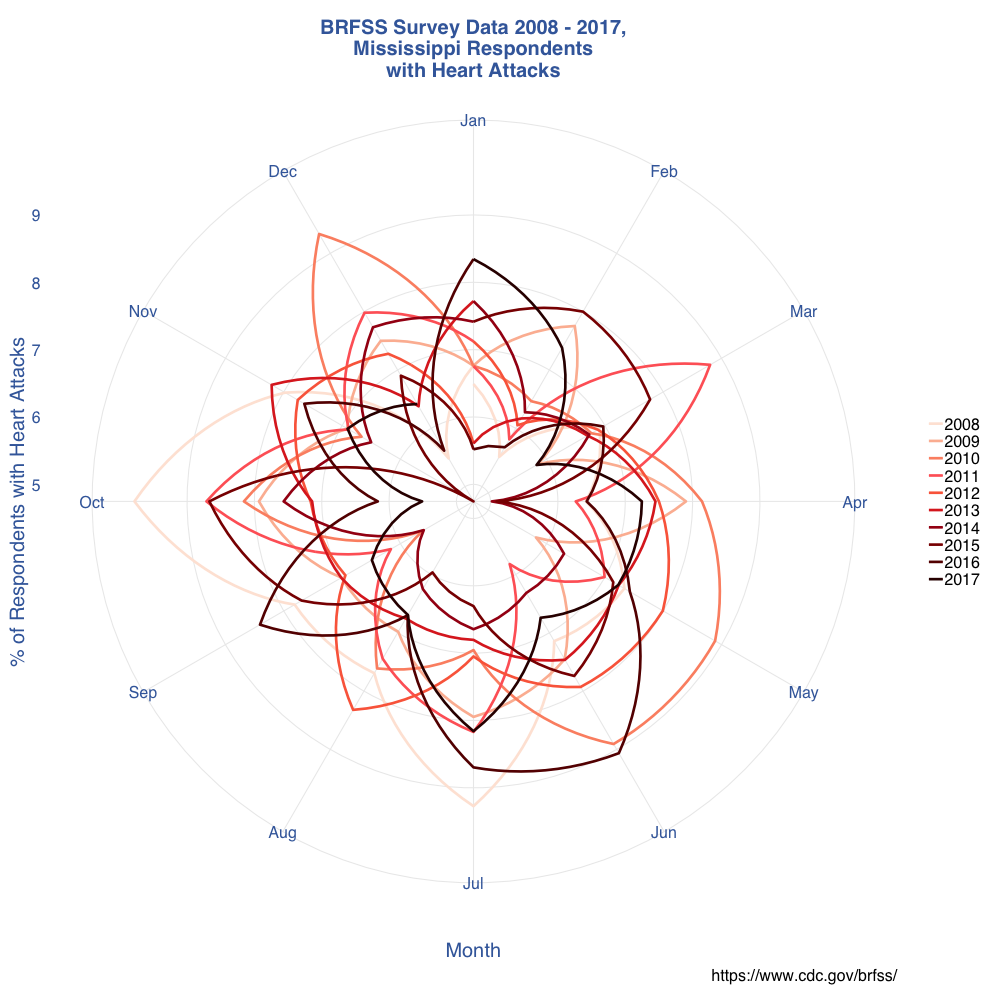 BRFSS Survey Data 2008 - 2017,
Mississippi Respondents
with Heart Attacks
Jan
Feb
Mar
Apr
May
Jun
Jul
Aug
Sep
Oct
Nov
Dec
9
8
7
6
5
% of Respondents with Heart Attacks
2008
2009
2010
2011
2012
2013
2014
2015
2016
2017
Month
https://www.cdc.gov/brfss/